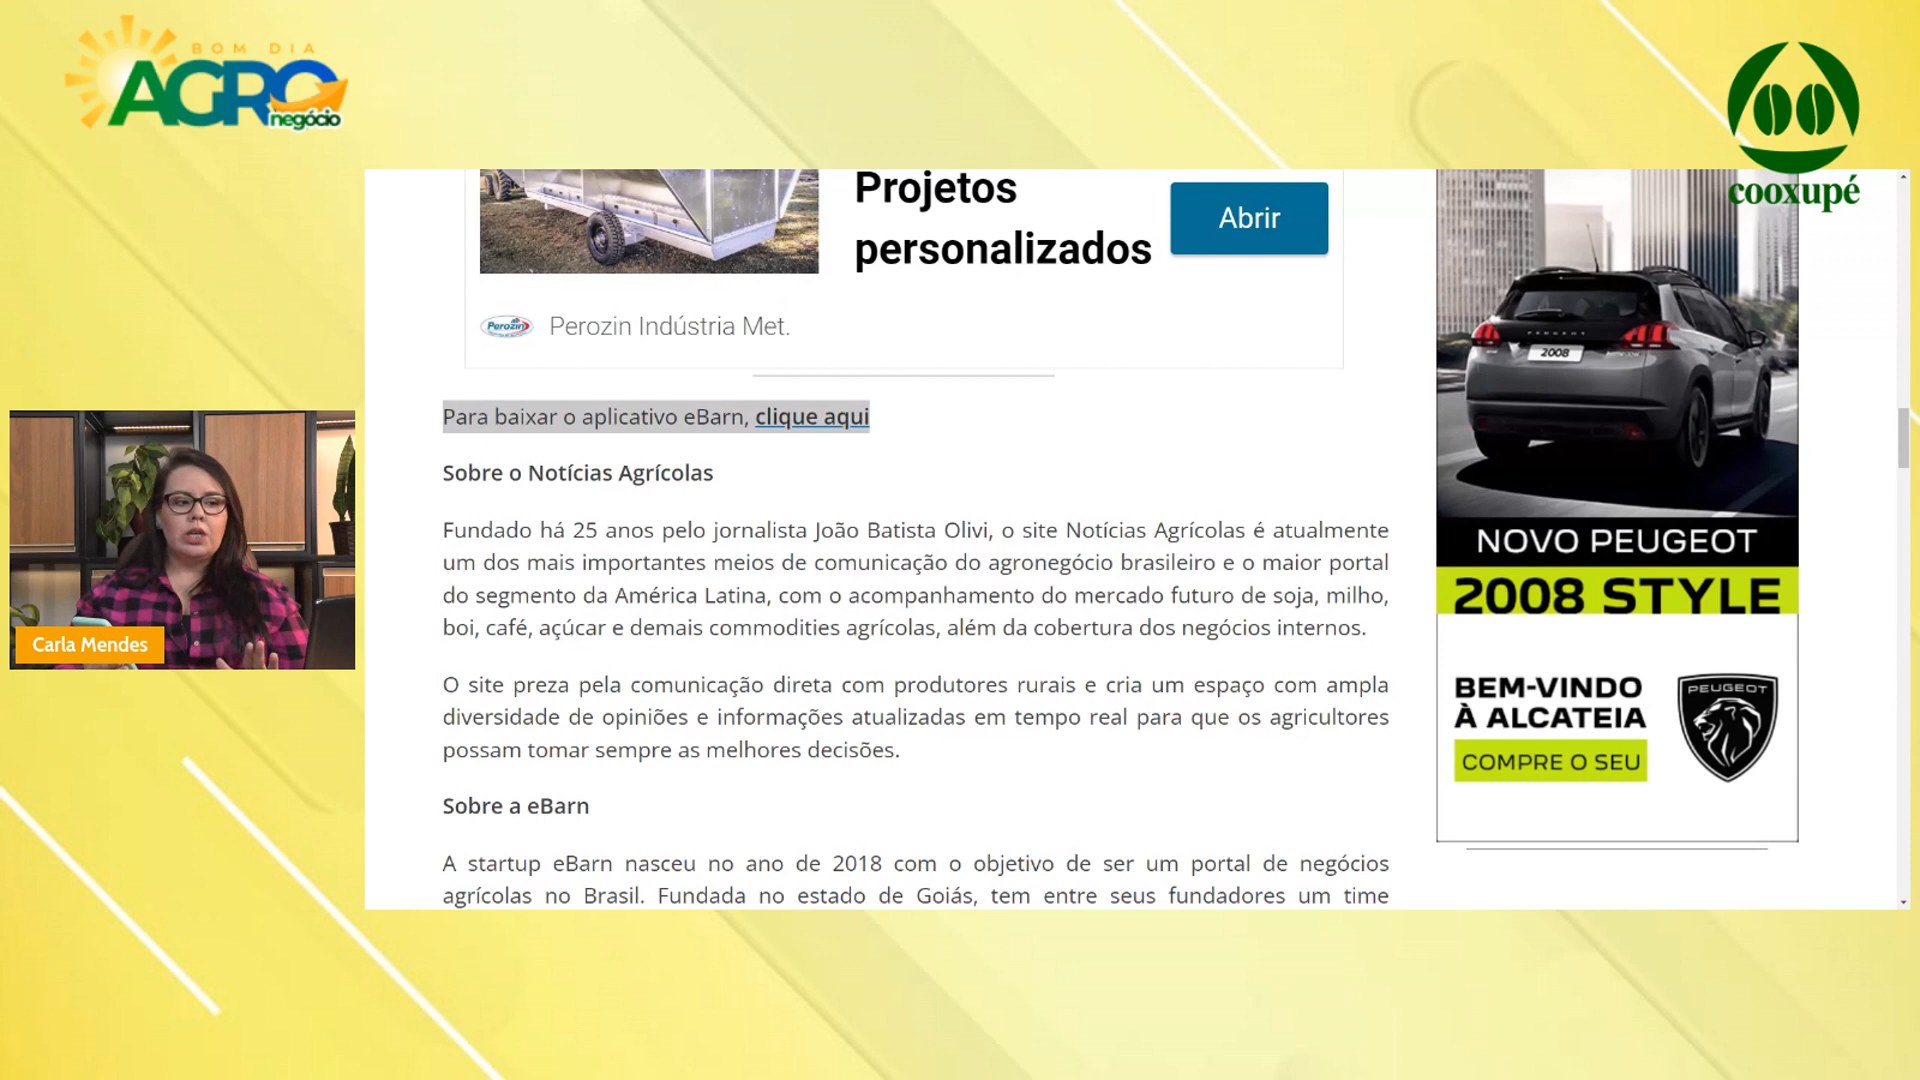 BOM DIA
AGRO
negócio
cooxupé
Projetos
personalizados
Abrir
Perozin
Perozin Indústria Met.
Para baixar o aplicativo eBarn, clique aqui
Sobre o Notícias Agrícolas
Fundado há 25 anos pelo jornalista João Batista Olivi, o site Notícias Agrícolas é atualmente
um dos mais importantes meios de comunicação do agronegócio brasileiro e o maior portal
do segmento da América Latina, com o acompanhamento do mercado futuro de soja, milho,
boi, café, açúcar e demais commodities agrícolas, além da cobertura dos negócios internos.
O site preza pela comunicação direta com produtores rurais e cria um espaço com ampla
diversidade de opiniões e informações atualizadas em tempo real para que os agricultores
possam tomar sempre as melhores decisões.
Sobre a eBarn
A startup eBarn nasceu no ano de 2018 com o objetivo de ser um portal de negócios
agrícolas no Brasil. Fundada no estado de Goiás, tem entre seus fundadores um time
Carla Mendes
PEUGEOT
2008
NOVO PEUGEOT
2008 STYLE
BEM-VINDO
À ALCATEIA
COMPRE O SEU
PEUGEOT